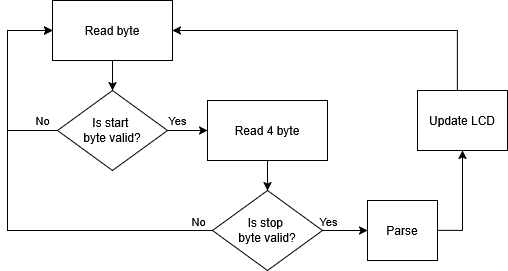 Read byte
No
Is start
byte valid?
Yes
Read 4 byte
Update LCD
No
Is stop
byte valid?
Yes
Parse